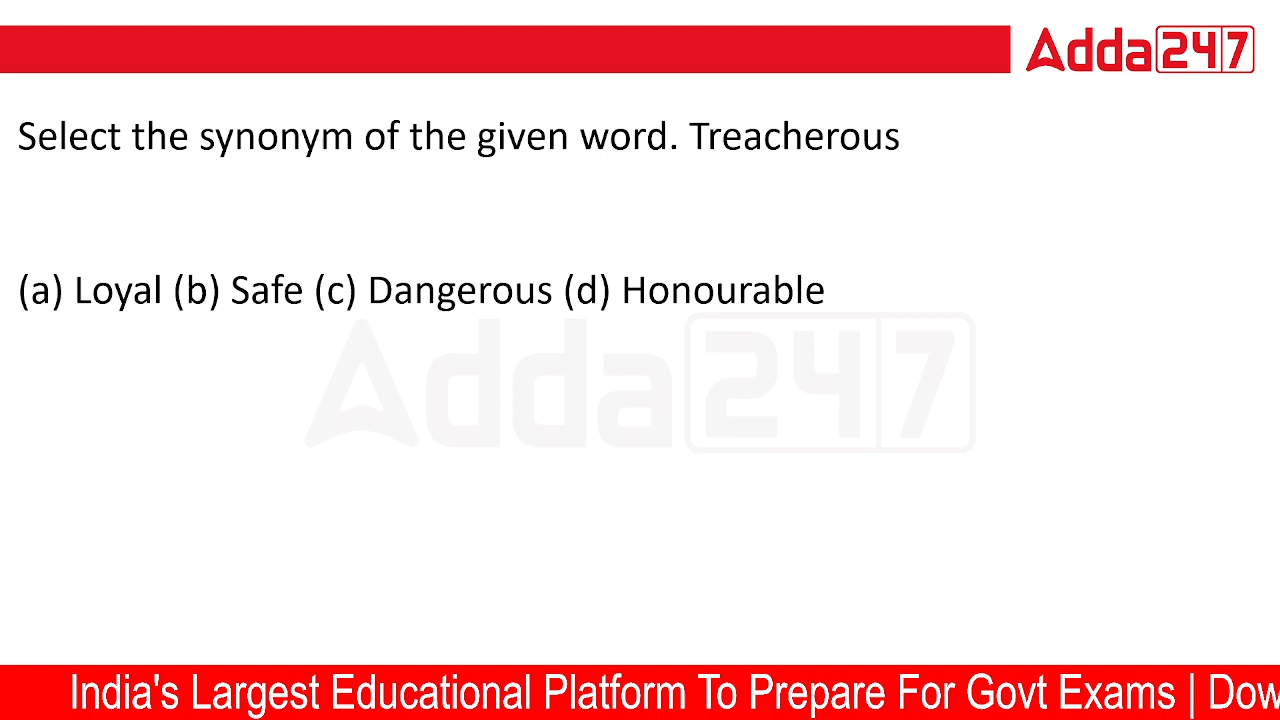 Adda247
Select the synonym of the given word. Treacherous
(a) Loyal (b) Safe (c) Dangerous (d) Honourable
Adda247
India's Largest Educational Platform To Prepare For Govt Exams |